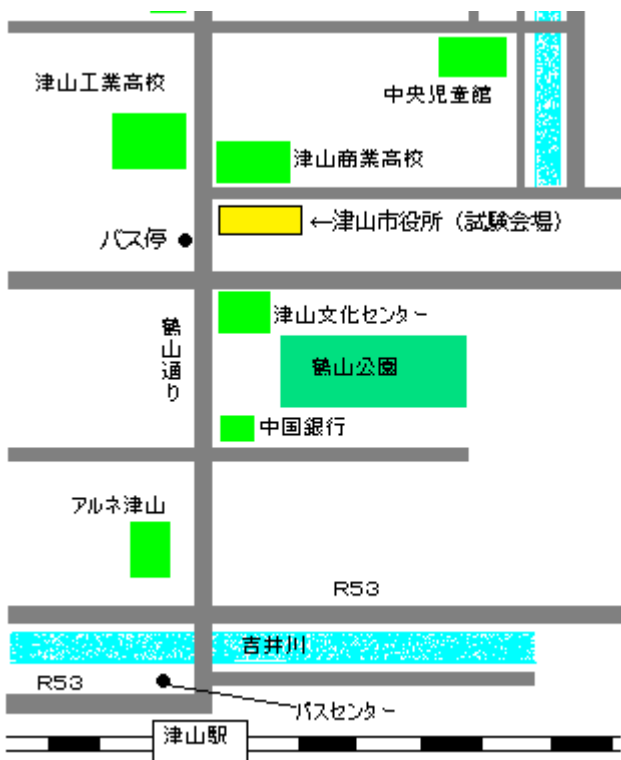 津山工業高校
中央児童館
津山商業高校
←津山市役所（試験会場）
バス停
津山文化センター
鶴山通り
鶴山公園
中国銀行
アルネ津山
R53
吉井川
R53
バスセンター
津山駅